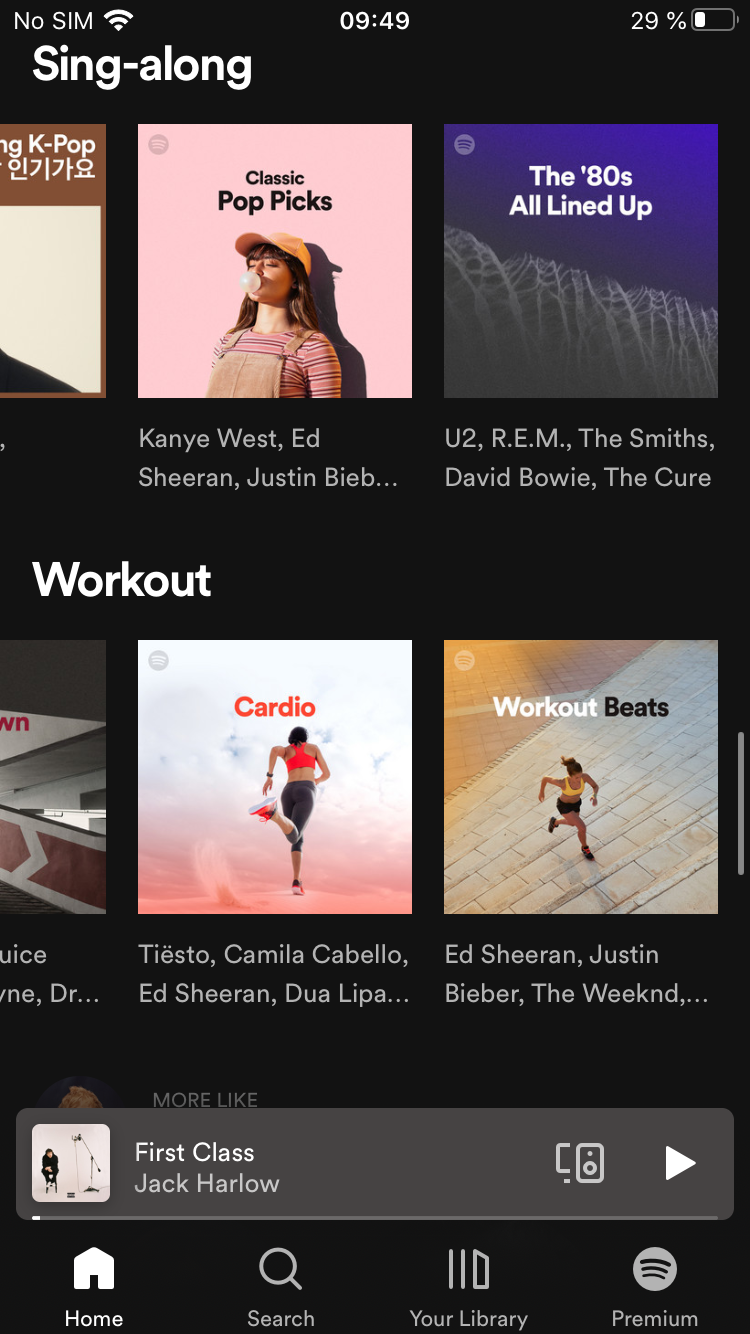 No SIM 09:49 29 %
Sing-along
ng K-Pop
인기가요
Classic
Pop Picks
The '80s
All Lined Up
,
Kanye West, Ed
Sheeran, Justin Bieb...
U2, R.E.M., The Smiths,
David Bowie, The Cure
Workout
wn
Cardio
Workout Beats
uice
yne, Dr...
Tiësto, Camila Cabello,
Ed Sheeran, Dua Lipa...
Ed Sheeran, Justin
Bieber, The Weeknd,...
MORE LIKE
First Class
Jack Harlow
Home
Search
Your Library
Premium